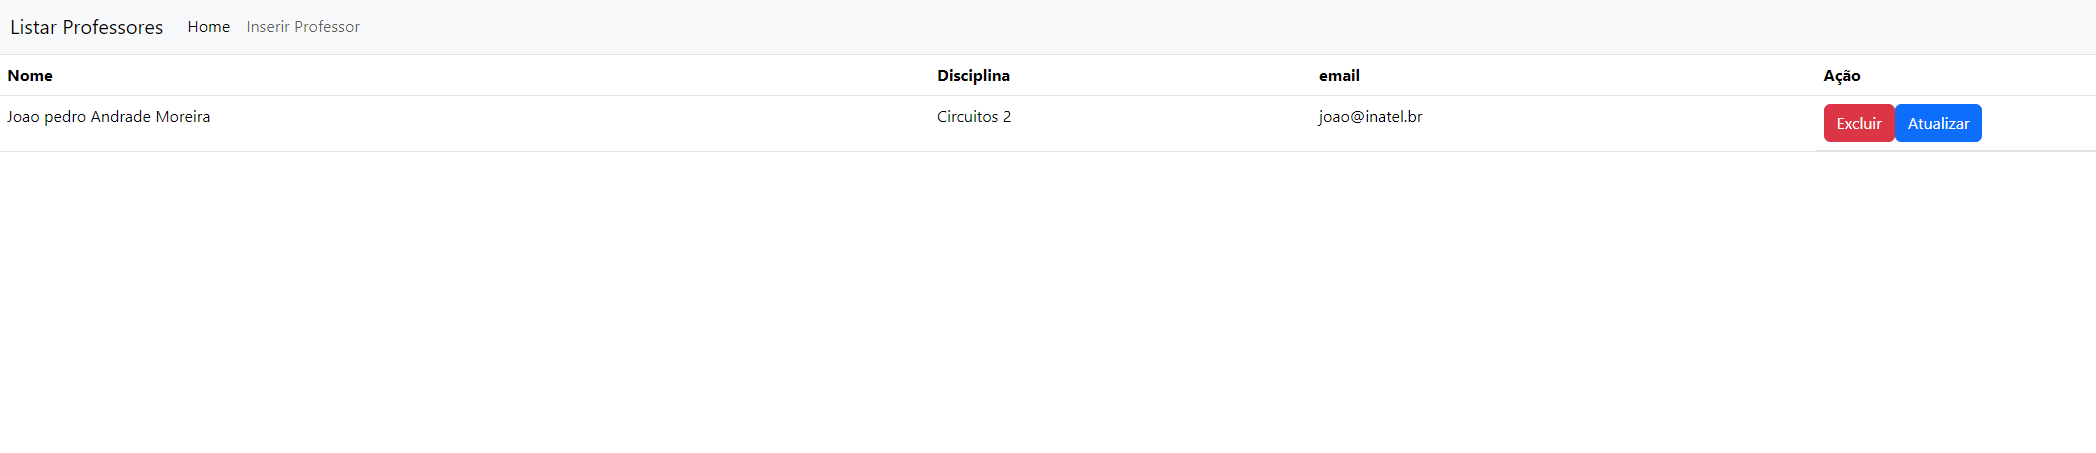 Listar Professores Home Inserir Professor
Nome Disciplina email Ação
Joao pedro Andrade Moreira Circuitos 2 joao@inatel.br Excluir Atualizar